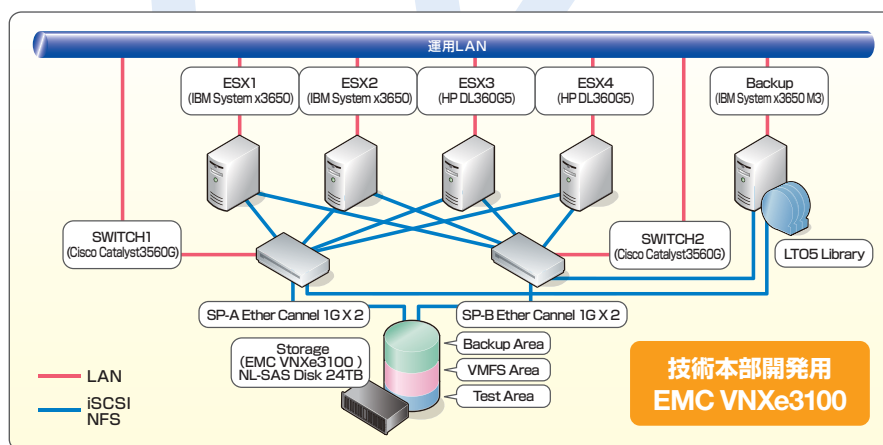 運用LAN
ESX1
(IBM System x3650)
ESX2
(IBM System x3650)
ESX3
(HP DL360G5)
ESX4
(HP DL360G5)
Backup
(IBM System x3650 M3)
SWITCH1
(Cisco Catalyst3560G)
SWITCH2
(Cisco Catalyst3560G)
LTO5 Library
SP-A Ether Cannel 1G X 2
SP-B Ether Cannel 1G X 2
Storage
(EMC VNXe3100 )
NL-SAS Disk 24TB
Backup Area
VMFS Area
Test Area
LAN
iSCSI
NFS
技術本部開発用
EMC VNXe3100